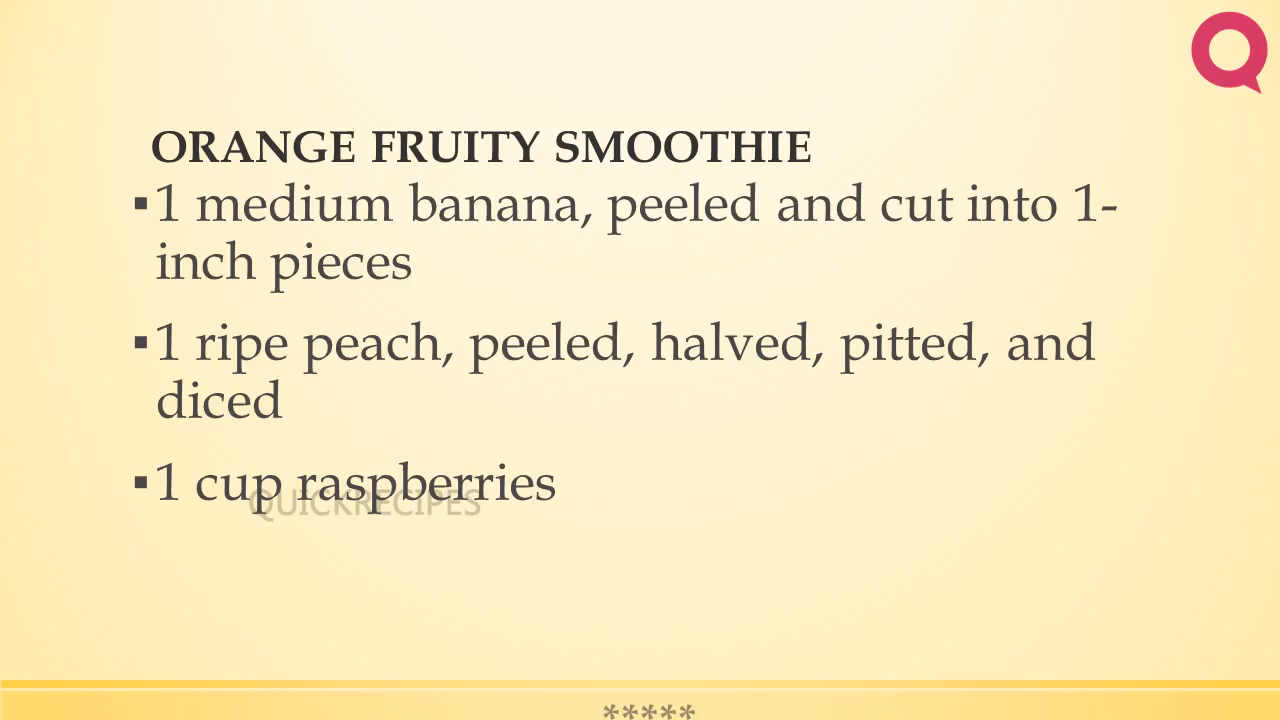 ORANGE FRUITY SMOOTHIE
▪1 medium banana, peeled and cut into 1-
inch pieces
▪1 ripe peach, peeled, halved, pitted, and
diced
▪1 cup raspberries
QUICKRECIPES
*****